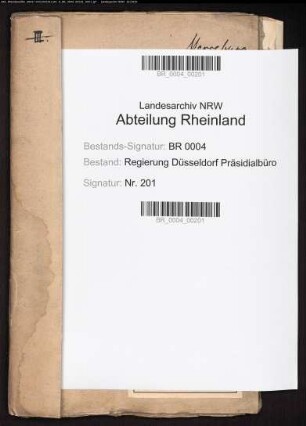 III.
BR_0004_00201
Landesarchiv NRW
Abteilung Rheinland
Bestands-Signatur: BR 0004
Bestand: Regierung Düsseldorf Präsidialbüro
Signatur: Nr. 201
BR_0004_00201